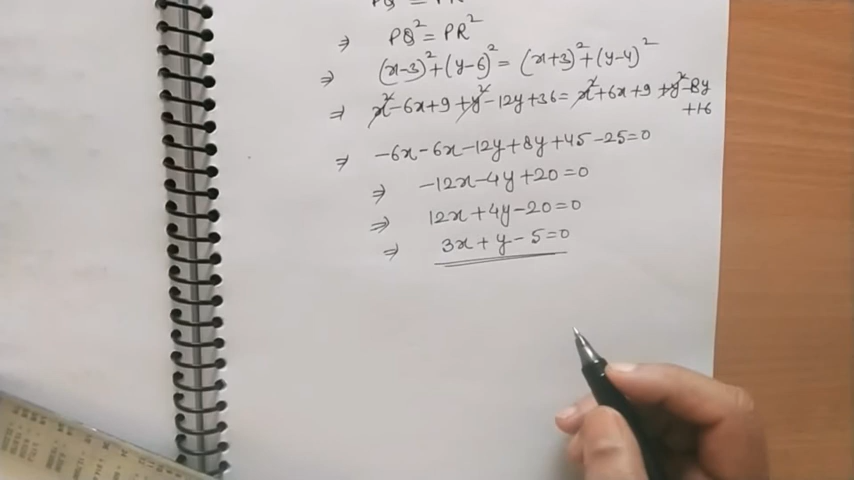 PQ² = PR²
⇒ PQ² = PR²
⇒ (x-3)²+(y-6)² = (x+3)²+(y-4)²
⇒ x²-6x+9+y²-12y+36 = x²+6x+9+y²-8y
+16
⇒ -6x-6x-12y+8y+45-25=0
⇒ -12x-4y+20=0
⇒ 12x+4y-20=0
⇒ 3x+y-5=0